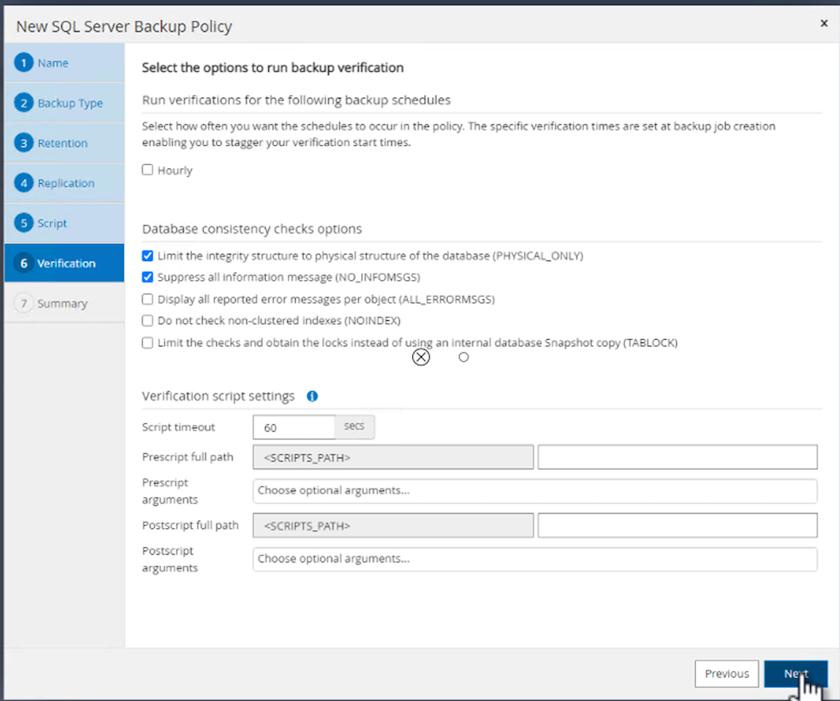 New SQL Server Backup Policy
x
1 Name
2 Backup Type
3 Retention
4 Replication
5 Script
6 Verification
7 Summary
Select the options to run backup verification
Run verifications for the following backup schedules
Select how often you want the schedules to occur in the policy. The specific verification times are set at backup job creation
enabling you to stagger your verification start times.
Hourly
Database consistency checks options
Limit the integrity structure to physical structure of the database (PHYSICAL_ONLY)
Suppress all information message (NO_INFOMSGS)
Display all reported error messages per object (ALL_ERRORMSGS)
Do not check non-clustered indexes (NOINDEX)
Limit the checks and obtain the locks instead of using an internal database Snapshot copy (TABLOCK)
Verification script settings
Script timeout 60 secs
Prescript full path <SCRIPTS_PATH>
Prescript
arguments
Choose optional arguments...
Postscript full path <SCRIPTS_PATH>
Postscript
arguments
Choose optional arguments...
Previous Next